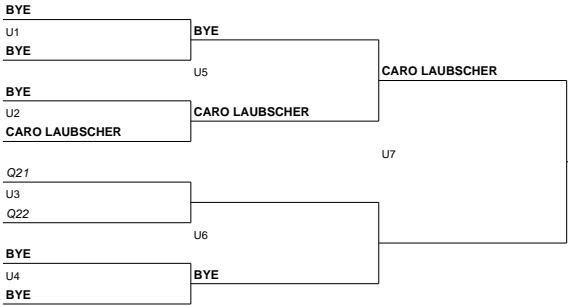 BYE
U1
BYE
BYE
U5
CARO LAUBSCHER
BYE
U2
CARO LAUBSCHER
CARO LAUBSCHER
U7
Q21
U3
Q22
U6
BYE
U4
BYE
BYE